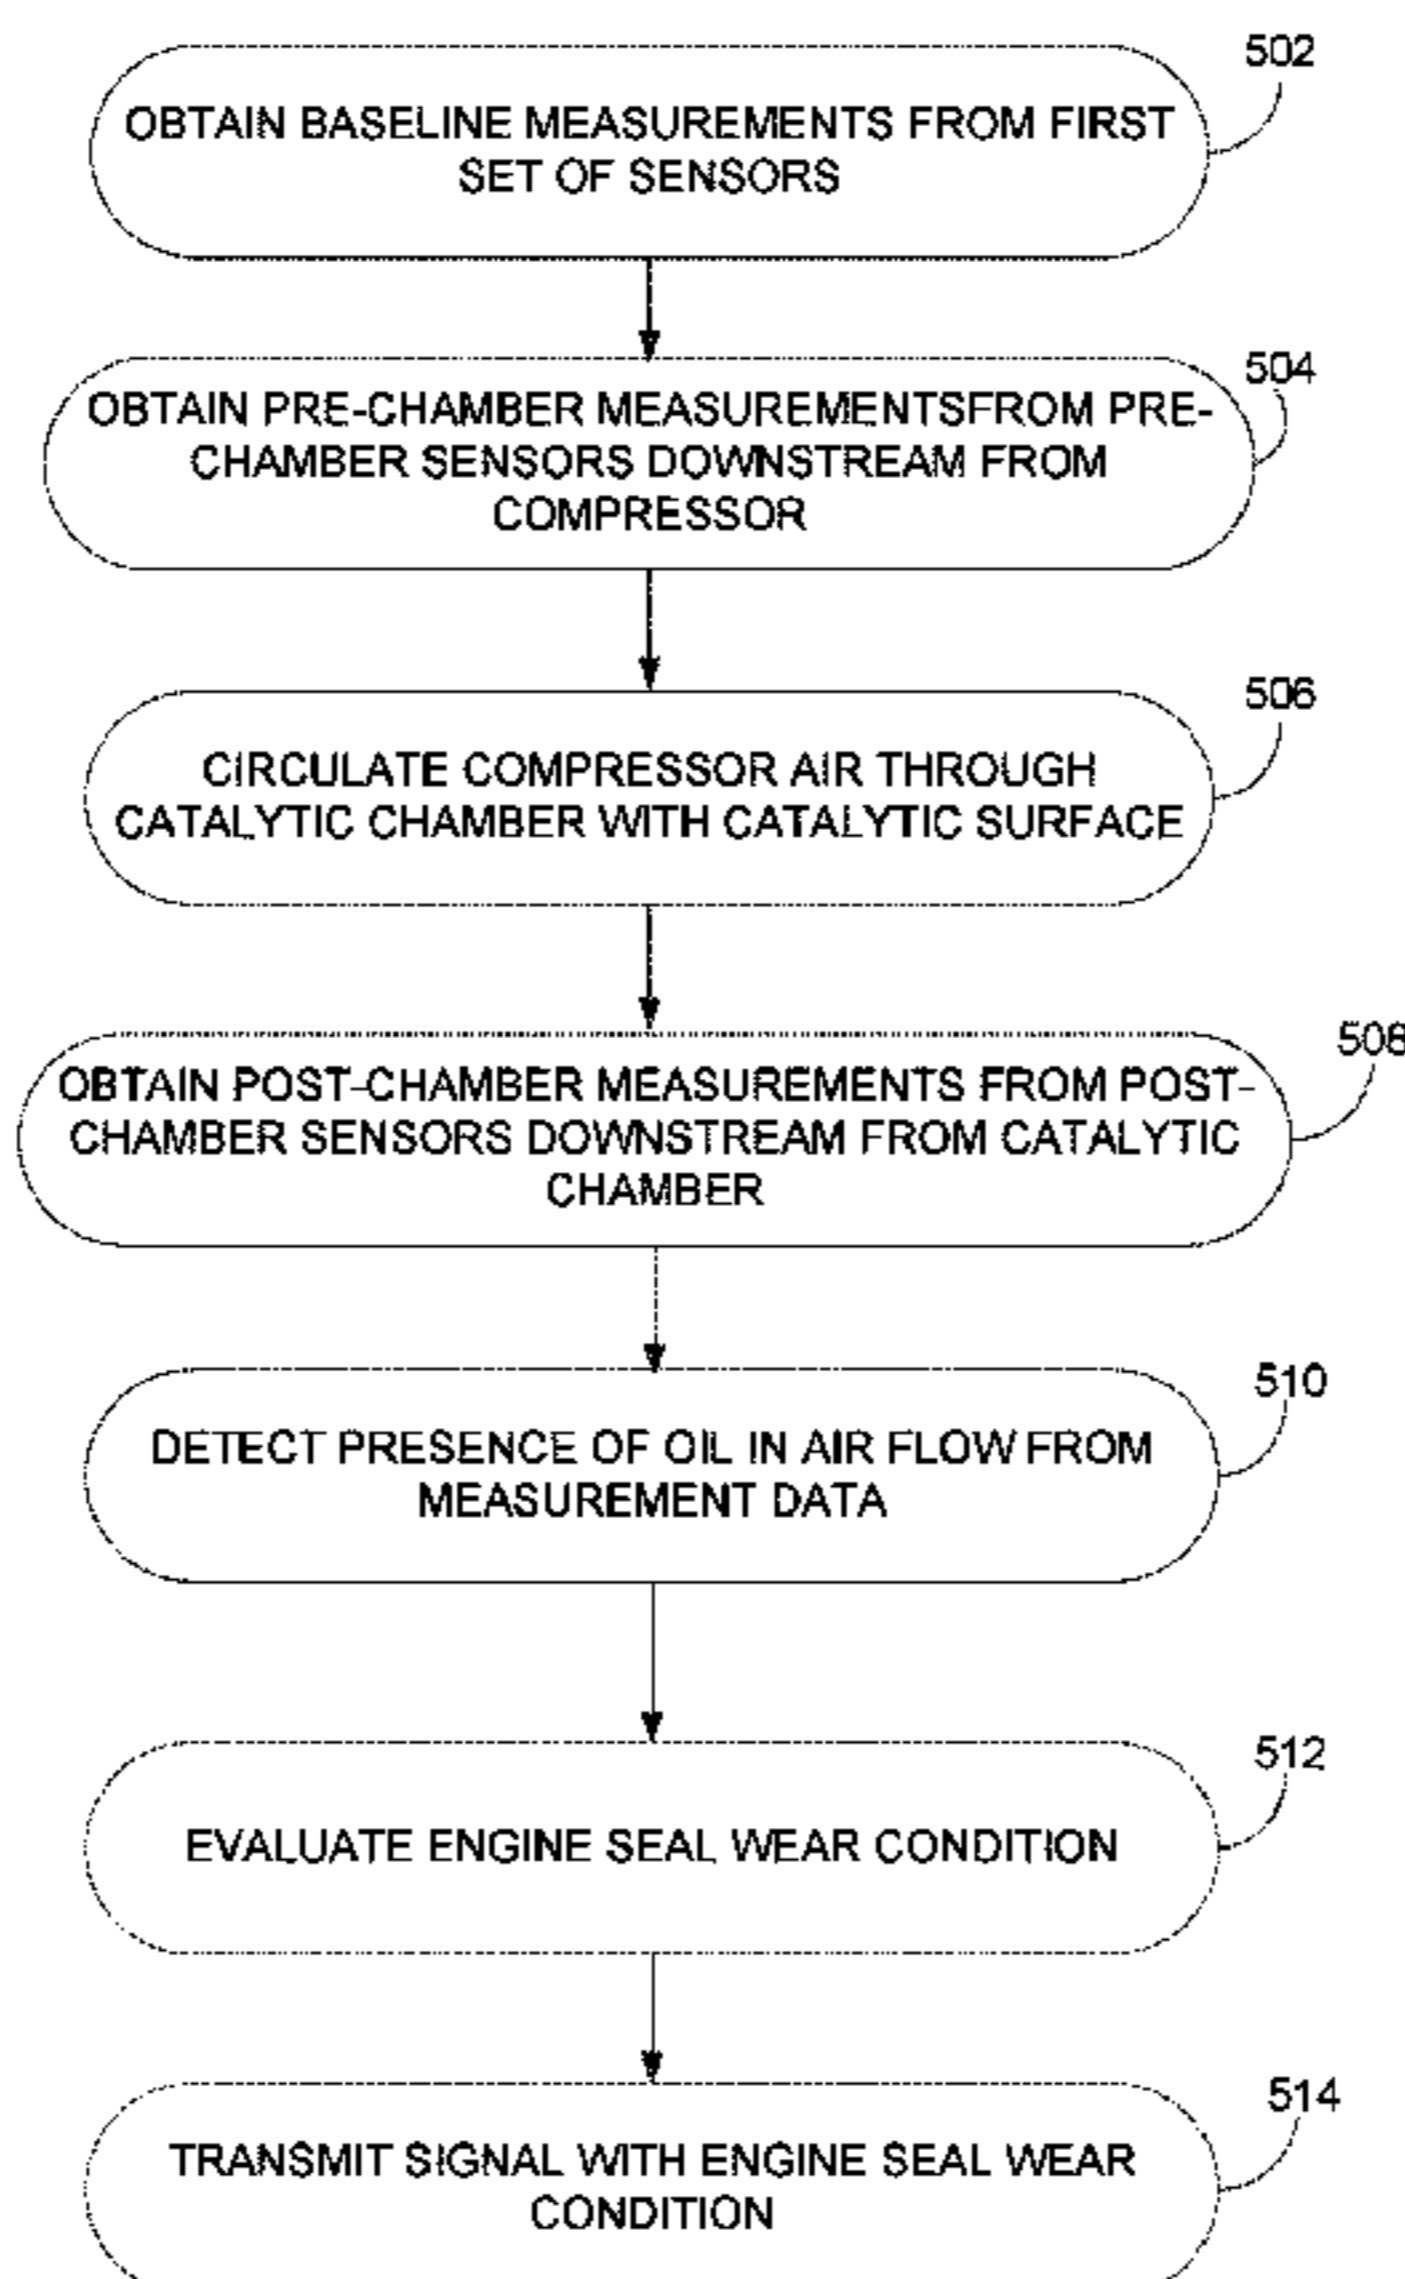 502
OBTAIN BASELINE MEASUREMENTS FROM FIRST
SET OF SENSORS
504
OBTAIN PRE-CHAMBER MEASUREMENTSFROM PRE-
CHAMBER SENSORS DOWNSTREAM FROM
COMPRESSOR
506
CIRCULATE COMPRESSOR AIR THROUGH
CATALYTIC CHAMBER WITH CATALYTIC SURFACE
508
OBTAIN POST-CHAMBER MEASUREMENTS FROM POST-
CHAMBER SENSORS DOWNSTREAM FROM CATALYTIC
CHAMBER
510
DETECT PRESENCE OF OIL IN AIR FLOW FROM
MEASUREMENT DATA
512
EVALUATE ENGINE SEAL WEAR CONDITION
514
TRANSMIT SIGNAL WITH ENGINE SEAL WEAR
CONDITION